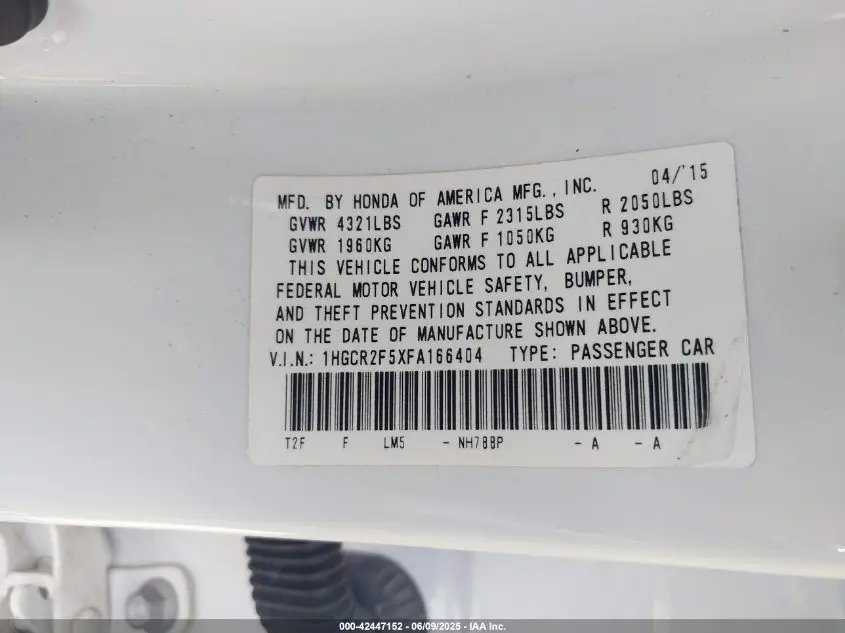 MFD. BY HONDA OF AMERICA MFG., INC. 04/'15
GVWR 4321LBS GAWR F 2315LBS R 2050LBS
GVWR 1960KG GAWR F 1050KG R 930KG
THIS VEHICLE CONFORMS TO ALL APPLICABLE
FEDERAL MOTOR VEHICLE SAFETY, BUMPER,
AND THEFT PREVENTION STANDARDS IN EFFECT
ON THE DATE OF MANUFACTURE SHOWN ABOVE.
V.I.N.: 1HGCR2F5XFA166404 TYPE: PASSENGER CAR
T2F F LM5 - NH788P - A - A
000-42447152 - 06/09/2025 - IAA Inc.